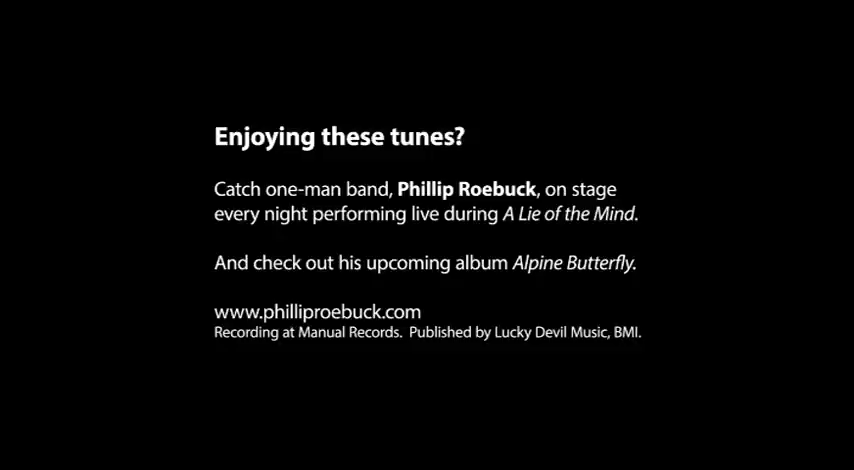 Enjoying these tunes?
Catch one-man band, Phillip Roebuck, on stage
every night performing live during A Lie of the Mind.
And check out his upcoming album Alpine Butterfly.
www.philliproebuck.com
Recording at Manual Records.  Published by Lucky Devil Music, BMI.